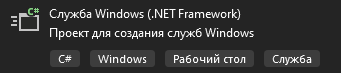 C#
Служба Windows (.NET Framework)
Проект для создания служб Windows
C# Windows Рабочий стол Служба